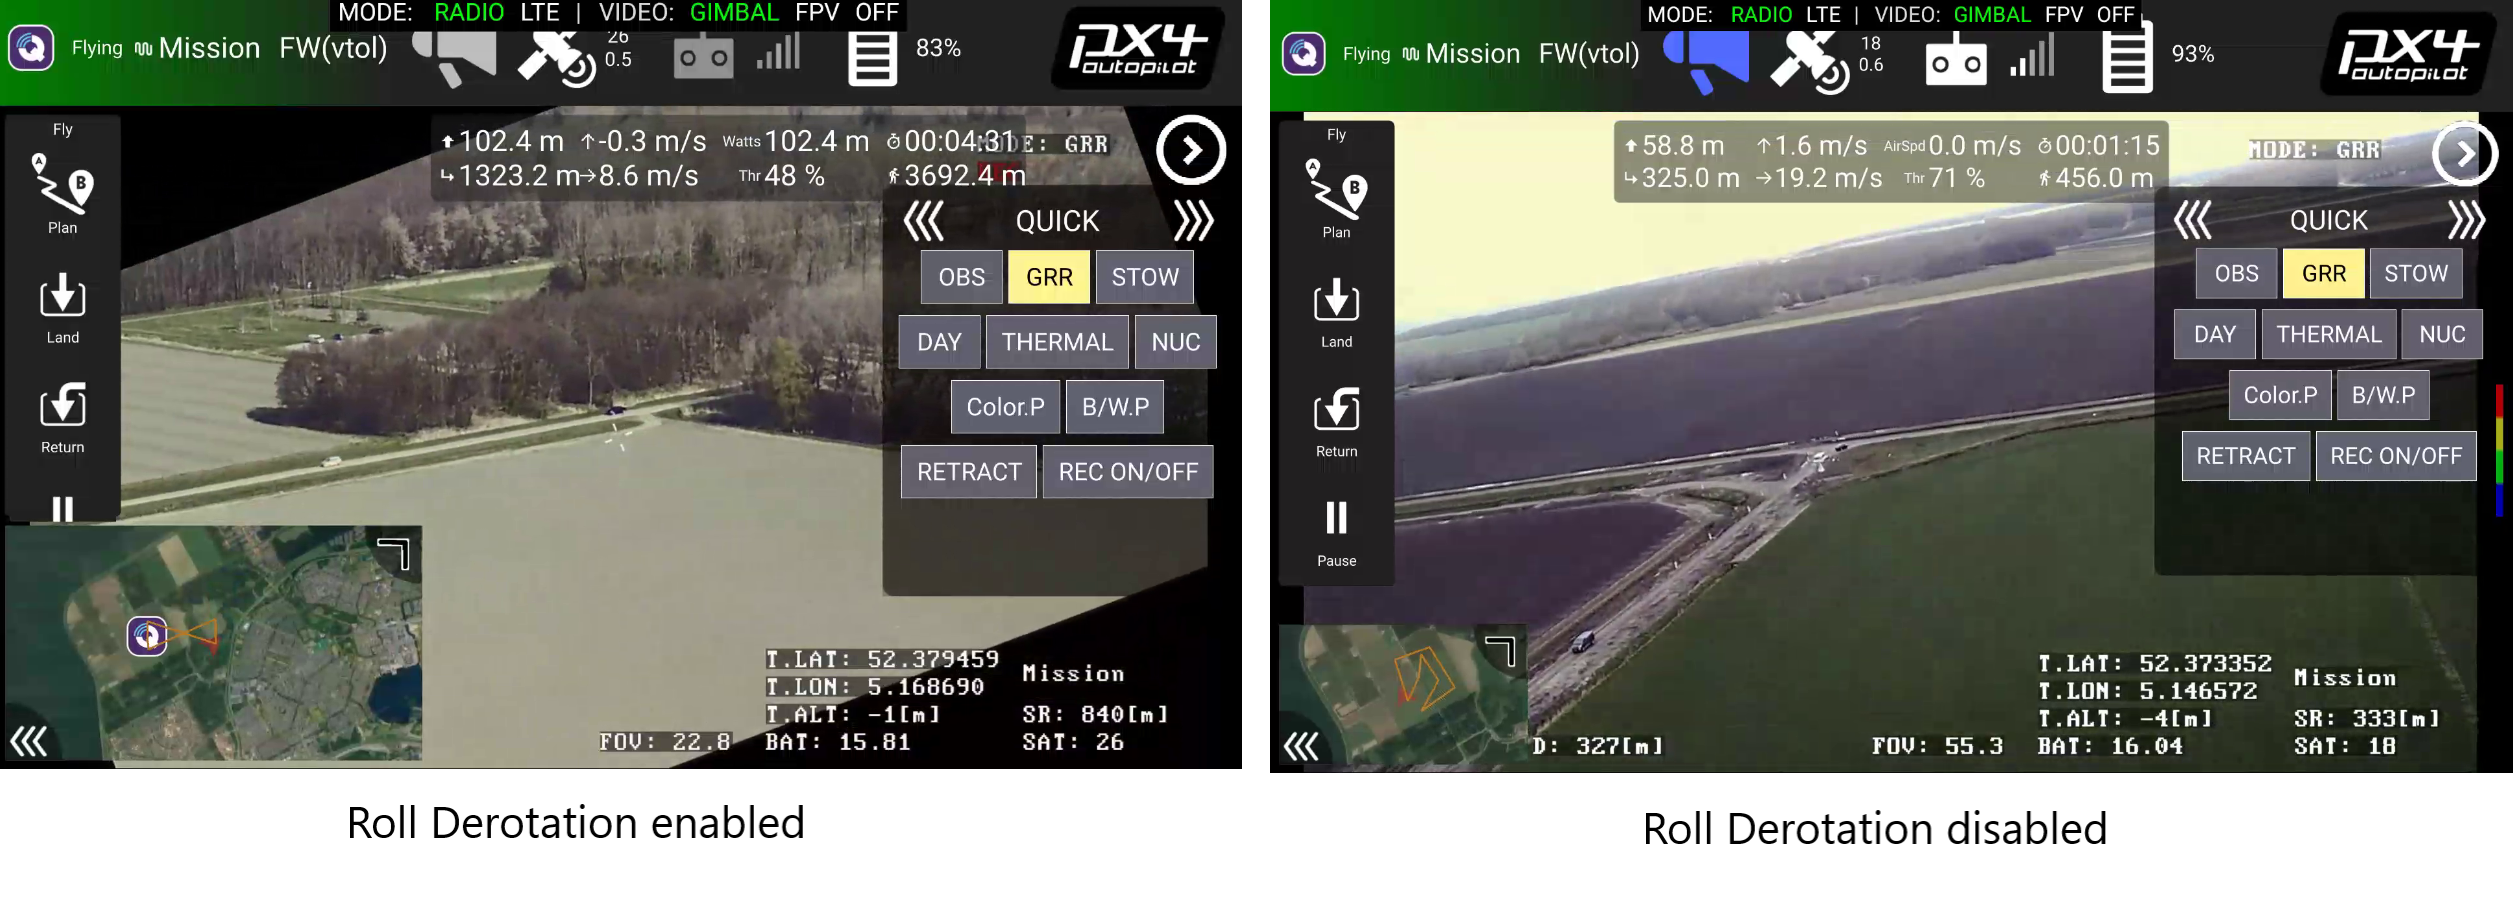 MODE: RADIO LTE | VIDEO: GIMBAL FPV OFF
Flying Mission FW(vtol) 26 0.5 83% PX4 autopilot
Fly
102.4 m -0.3 m/s Watts 102.4 m 00:04:31 MODE: GRR
1323.2 m 8.6 m/s Thr 48 % 3692.4 m
A B
Plan
QUICK
OBS GRR STOW
Land
DAY THERMAL NUC
Color.P B/W.P
Return
RETRACT REC ON/OFF
T.LAT: 52.379459
T.LON: 5.168690 Mission
T.ALT: -1[m] SR: 840[m]
FOV: 22.8 BAT: 15.81 SAT: 26
Roll Derotation enabled
MODE: RADIO LTE | VIDEO: GIMBAL FPV OFF
Flying Mission FW(vtol) 18 0.6 93% PX4 autopilot
Fly
58.8 m 1.6 m/s AirSpd 0.0 m/s 00:01:15 MODE: GRR
325.0 m 19.2 m/s Thr 71 % 456.0 m
A B
Plan
QUICK
OBS GRR STOW
Land
DAY THERMAL NUC
Color.P B/W.P
Return
RETRACT REC ON/OFF
Pause
T.LAT: 52.373352
T.LON: 5.146572 Mission
T.ALT: -4[m] SR: 333[m]
D: 327[m] FOV: 55.3 BAT: 16.04 SAT: 18
Roll Derotation disabled